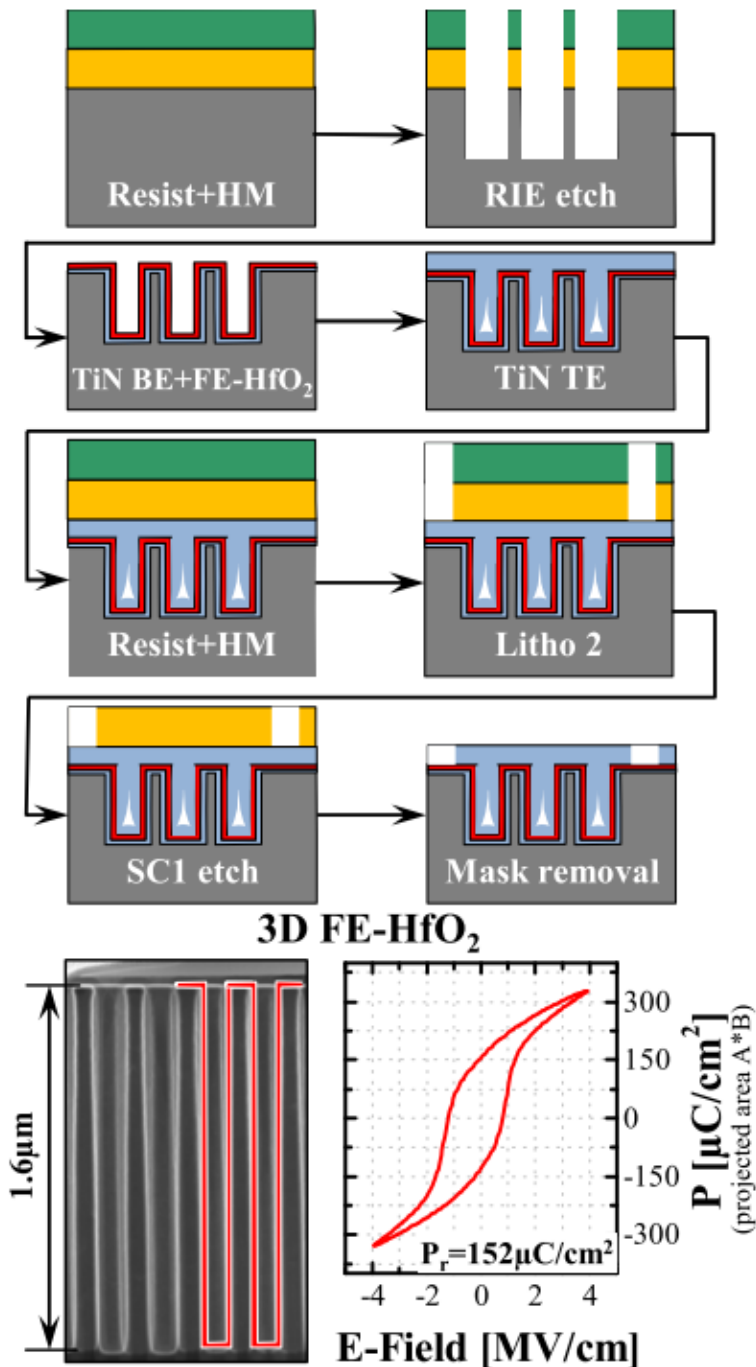 Resist+HM
RIE etch
TiN BE+FE-HfO₂
TiN TE
Resist+HM
Litho 2
SC1 etch
Mask removal
3D FE-HfO₂
1.6μm
300
150
0
-150
-300
P [μC/cm²]
(projected area A*B)
Pᵣ=152μC/cm²
-4 -2 0 2 4
E-Field [MV/cm]